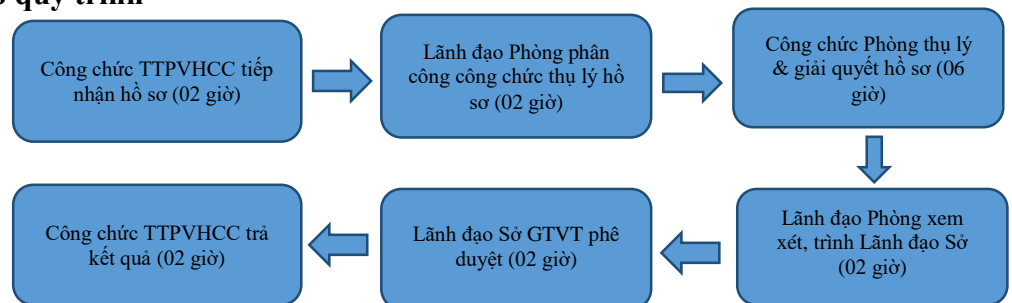 quy trình
Công chức TTPVHCC tiếp
nhận hồ sơ (02 giờ)
Lãnh đạo Phòng phân
công công chức thụ lý hồ
sơ (02 giờ)
Công chức Phòng thụ lý
& giải quyết hồ sơ (06
giờ)
Lãnh đạo Phòng xem
xét, trình Lãnh đạo Sở
(02 giờ)
Lãnh đạo Sở GTVT phê
duyệt (02 giờ)
Công chức TTPVHCC trả
kết quả (02 giờ)